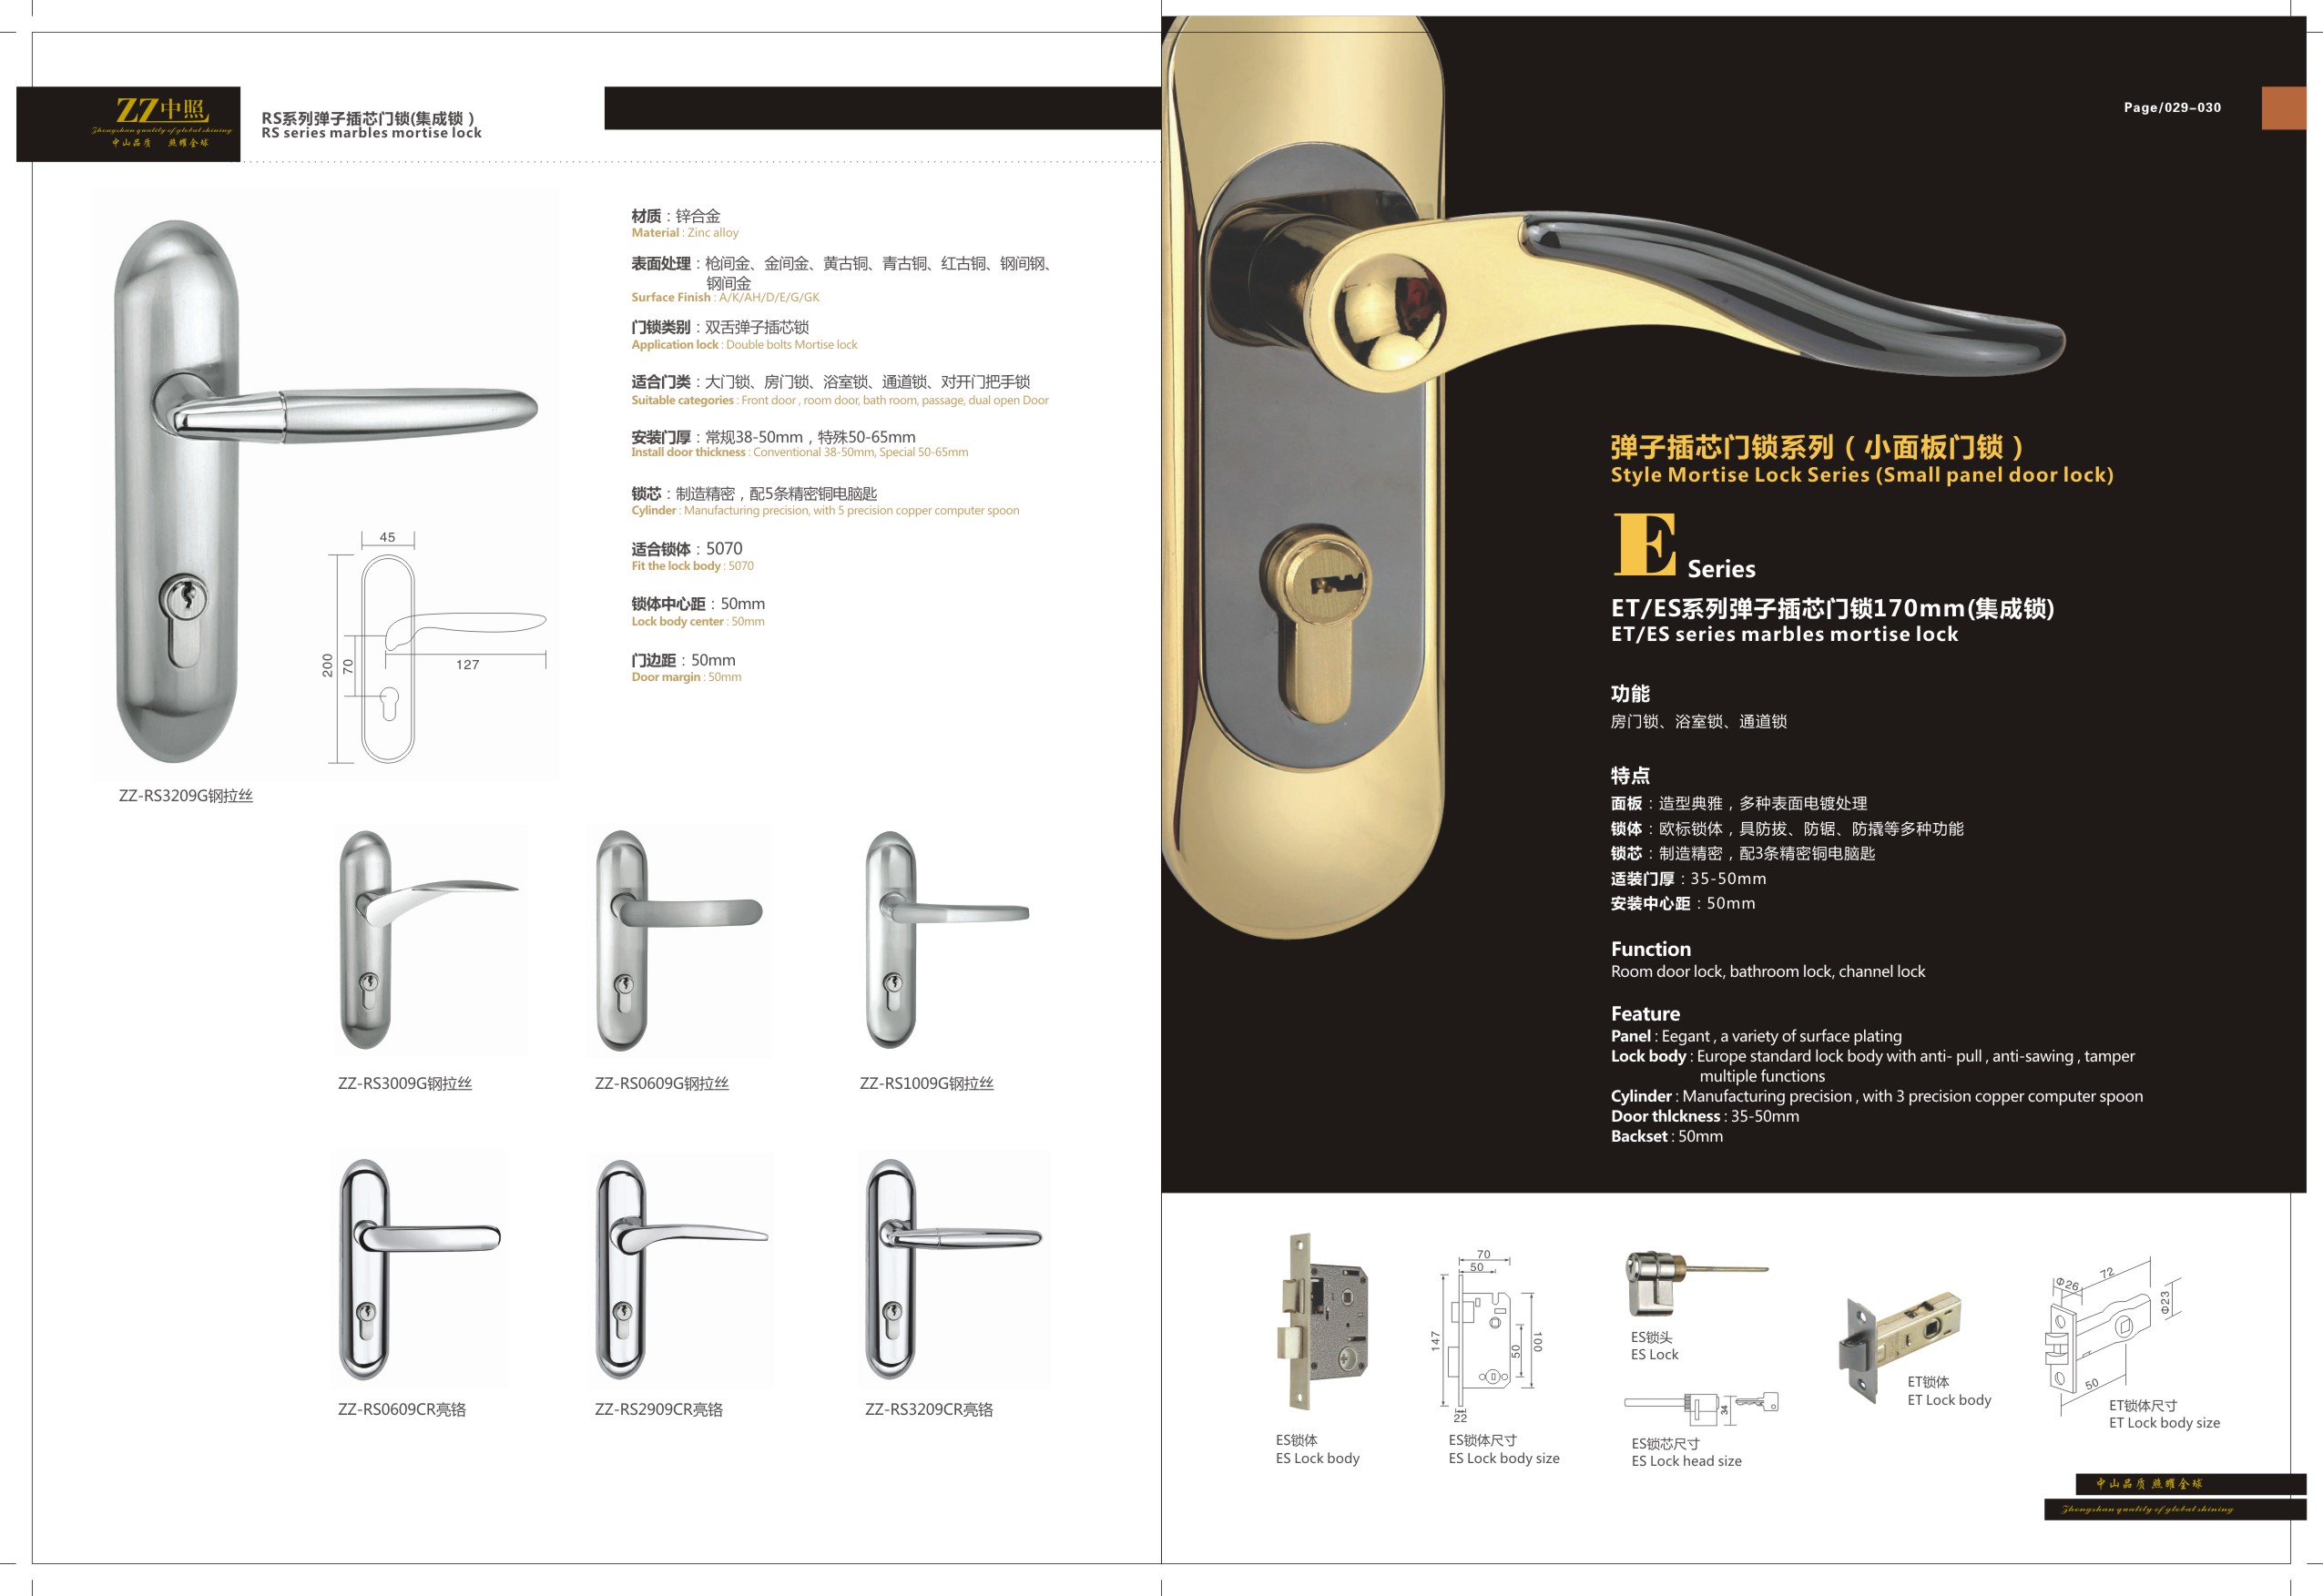 ZZ中照
Zhongshan quality of global shining
中山品质 照耀全球
RS系列弹子插芯门锁(集成锁)
RS series marbles mortise lock
材质：锌合金
Material : Zinc alloy
表面处理：枪间金、金间金、黄古铜、青古铜、红古铜、钢间钢、
钢间金
Surface Finish : A/K/AH/D/E/G/GK
门锁类别：双舌弹子插芯锁
Application lock : Double bolts Mortise lock
适合门类：大门锁、房门锁、浴室锁、通道锁、对开门把手锁
Suitable categories : Front door , room door, bath room, passage, dual open Door
安装门厚：常规38-50mm，特殊50-65mm
Install door thickness : Conventional 38-50mm, Special 50-65mm
锁芯：制造精密，配5条精密铜电脑匙
Cylinder : Manufacturing precision, with 5 precision copper computer spoon
适合锁体：5070
Fit the lock body : 5070
锁体中心距：50mm
Lock body center : 50mm
门边距：50mm
Door margin : 50mm
45
200
70
127
ZZ-RS3209G钢拉丝
ZZ-RS3009G钢拉丝
ZZ-RS0609G钢拉丝
ZZ-RS1009G钢拉丝
ZZ-RS0609CR亮铬
ZZ-RS2909CR亮铬
ZZ-RS3209CR亮铬
Page/029-030
弹子插芯门锁系列（小面板门锁）
Style Mortise Lock Series (Small panel door lock)
E Series
ET/ES系列弹子插芯门锁170mm(集成锁)
ET/ES series marbles mortise lock
功能
房门锁、浴室锁、通道锁
特点
面板：造型典雅，多种表面电镀处理
锁体：欧标锁体，具防拔、防锯、防撬等多种功能
锁芯：制造精密，配3条精密铜电脑匙
适装门厚：35-50mm
安装中心距：50mm
Function
Room door lock, bathroom lock, channel lock
Feature
Panel : Eegant , a variety of surface plating
Lock body : Europe standard lock body with anti- pull , anti-sawing , tamper
multiple functions
Cylinder : Manufacturing precision , with 3 precision copper computer spoon
Door thlckness : 35-50mm
Backset : 50mm
ES锁体
ES Lock body
70
50
147
50
100
22
ES锁体尺寸
ES Lock body size
ES锁头
ES Lock
34
ES锁芯尺寸
ES Lock head size
ET锁体
ET Lock body
Φ26
72
Φ23
50
ET锁体尺寸
ET Lock body size
中山品质 照耀全球
Zhongshan quality of global shining